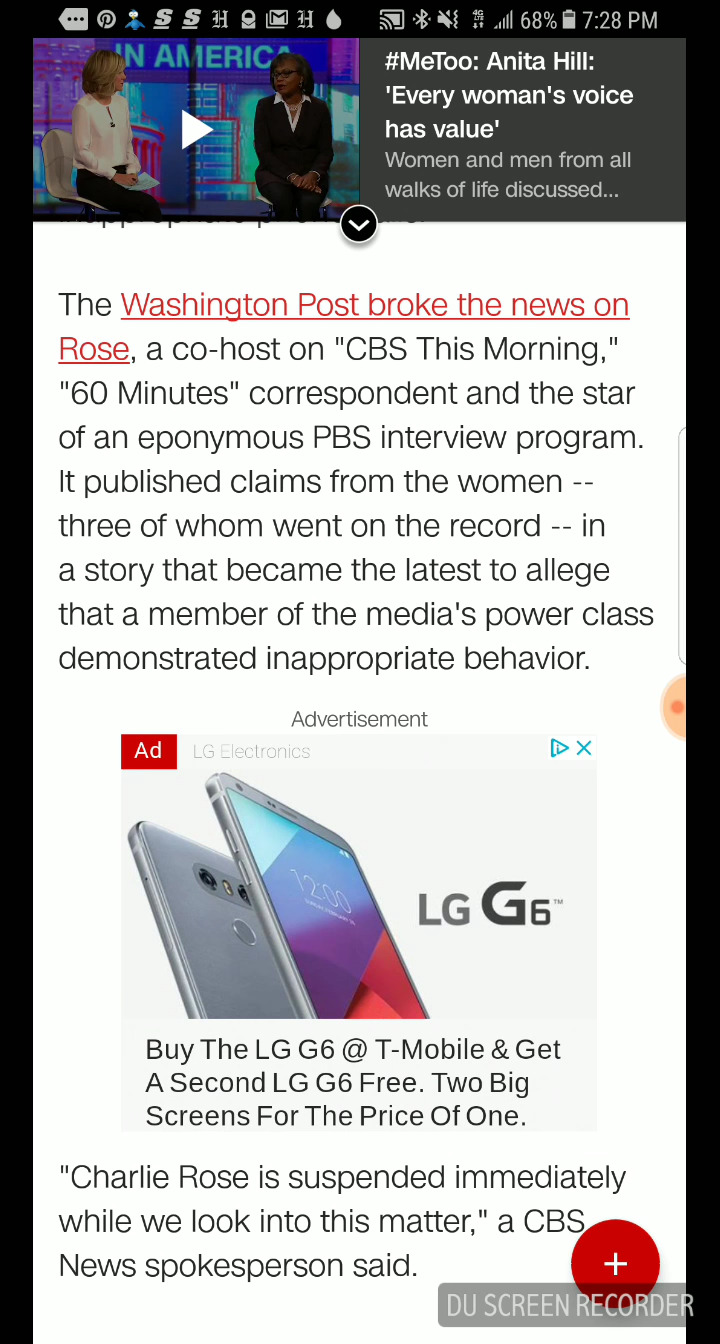 68% 7:28 PM
IN AMERICA
#MeToo: Anita Hill:
'Every woman's voice
has value'
Women and men from all
walks of life discussed...
The Washington Post broke the news on
Rose, a co-host on "CBS This Morning,"
"60 Minutes" correspondent and the star
of an eponymous PBS interview program.
It published claims from the women --
three of whom went on the record -- in
a story that became the latest to allege
that a member of the media's power class
demonstrated inappropriate behavior.
Advertisement
Ad LG Electronics
12:00
LG G6™
Buy The LG G6 @ T-Mobile & Get
A Second LG G6 Free. Two Big
Screens For The Price Of One.
"Charlie Rose is suspended immediately
while we look into this matter," a CBS
News spokesperson said.
+
DU SCREEN RECORDER